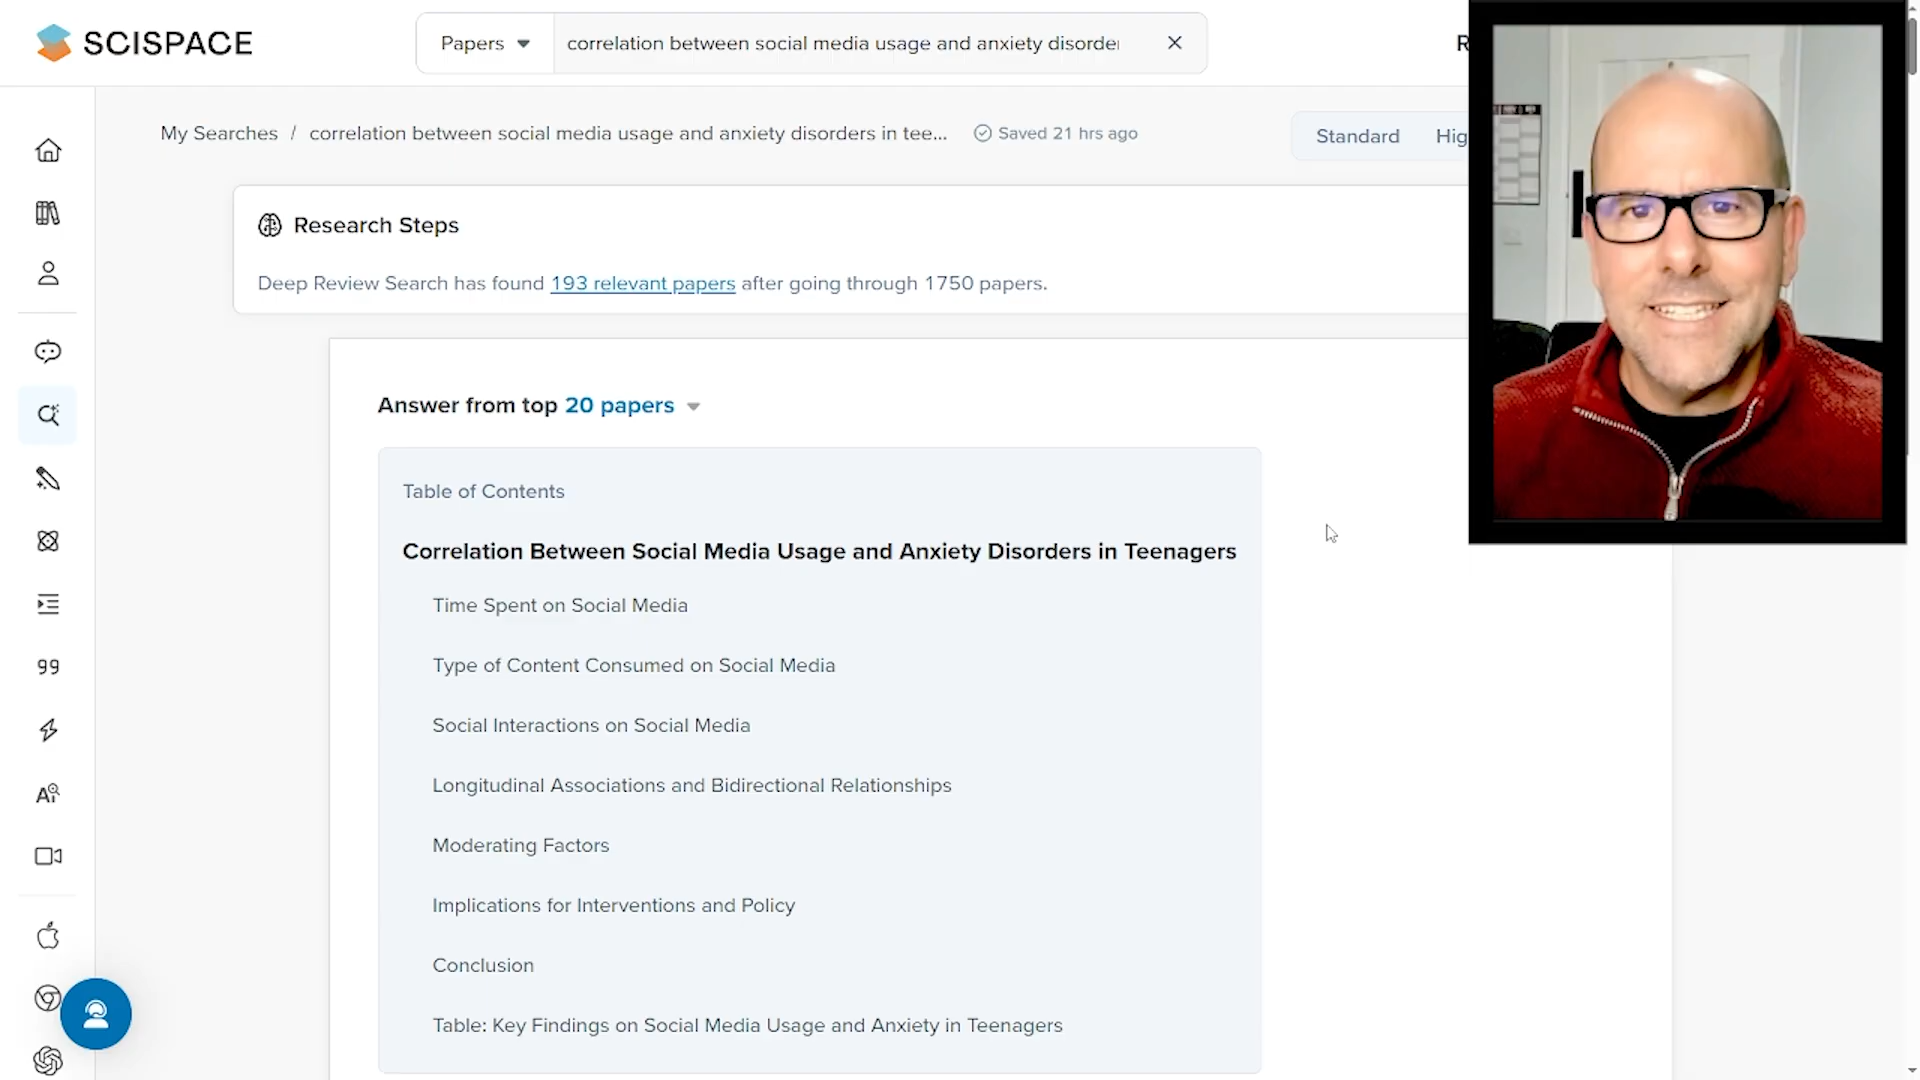 SCISPACE
Papers
correlation between social media usage and anxiety disorde
R
My Searches / correlation between social media usage and anxiety disorders in tee...
Saved 21 hrs ago
Standard
Hig
Research Steps
Deep Review Search has found 193 relevant papers after going through 1750 papers.
Answer from top 20 papers
Table of Contents
Correlation Between Social Media Usage and Anxiety Disorders in Teenagers
Time Spent on Social Media
Type of Content Consumed on Social Media
Social Interactions on Social Media
Longitudinal Associations and Bidirectional Relationships
Moderating Factors
Implications for Interventions and Policy
Conclusion
Table: Key Findings on Social Media Usage and Anxiety in Teenagers